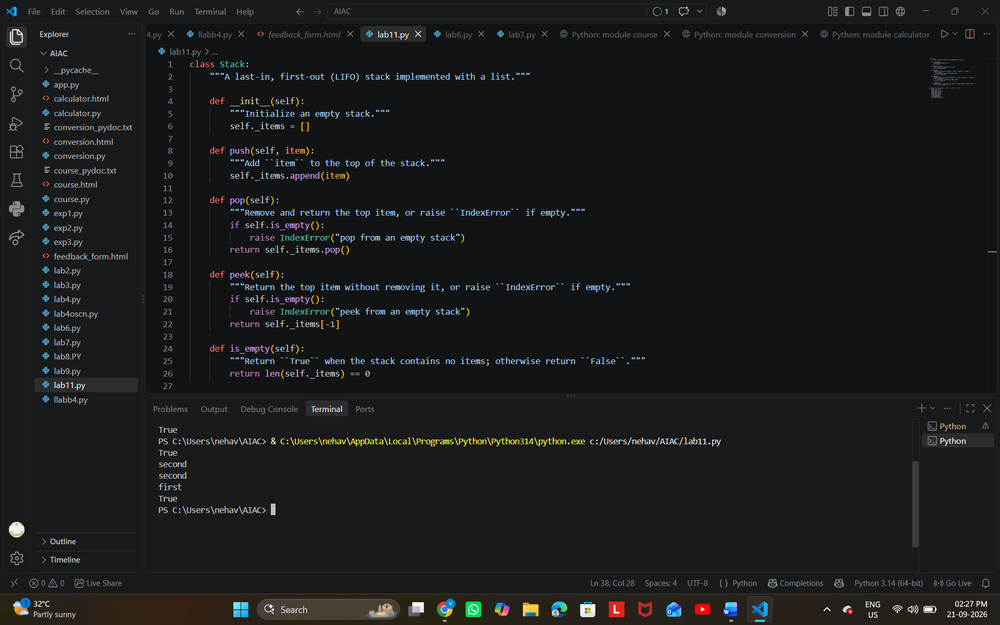 File Edit Selection View Go Run Terminal Help
AIAC
1
Explorer
4.py
llabb4.py
feedback_form.html
lab11.py
lab6.py
lab7.py
Python: module course
Python: module conversion
Python: module calculator
AIAC
__pycache__
app.py
calculator.html
calculator.py
conversion_pydoc.txt
conversion.html
conversion.py
course_pydoc.txt
course.html
course.py
exp1.py
exp2.py
exp3.py
feedback_form.html
lab2.py
lab3.py
lab4.py
lab4oscn.py
lab6.py
lab7.py
lab8.PY
lab9.py
lab11.py
llabb4.py
Outline
Timeline
lab11.py > ...
1 class Stack:
2 """A last-in, first-out (LIFO) stack implemented with a list."""
3
4 def __init__(self):
5 """Initialize an empty stack."""
6 self._items = []
7
8 def push(self, item):
9 """Add ``item`` to the top of the stack."""
10 self._items.append(item)
11
12 def pop(self):
13 """Remove and return the top item, or raise ``IndexError`` if empty."""
14 if self.is_empty():
15 raise IndexError("pop from an empty stack")
16 return self._items.pop()
17
18 def peek(self):
19 """Return the top item without removing it, or raise ``IndexError`` if empty."""
20 if self.is_empty():
21 raise IndexError("peek from an empty stack")
22 return self._items[-1]
23
24 def is_empty(self):
25 """Return ``True`` when the stack contains no items; otherwise return ``False``."""
26 return len(self._items) == 0
27
Problems Output Debug Console Terminal Ports
True
PS C:\Users\nehav\AIAC> & C:\Users\nehav\AppData\Local\Programs\Python\Python314\python.exe c:/Users/nehav/AIAC/lab11.py
True
second
second
first
True
PS C:\Users\nehav\AIAC>
Python
Python
0 0 Live Share
Ln 38, Col 28 Spaces: 4 UTF-8 {} Python Completions Python 3.14 (64-bit) Go Live
1
32°C
Partly sunny
Search
V
L
W
ENG
US
02:27 PM
21-09-2026